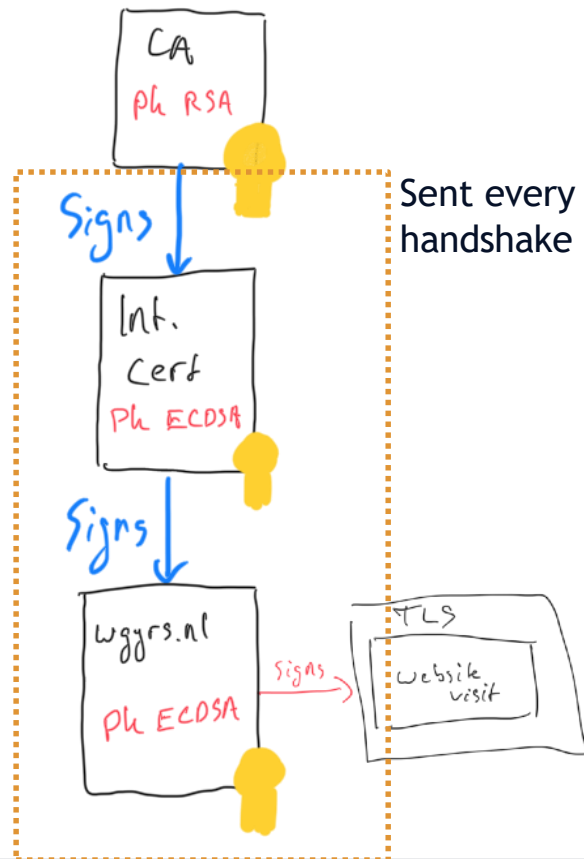 CA
Pk RSA
Signs
Sent every
handshake
Int.
Cert
Pk ECDSA
Signs
wggrs.nl
Pk ECDSA
Signs
TLS
website
visit